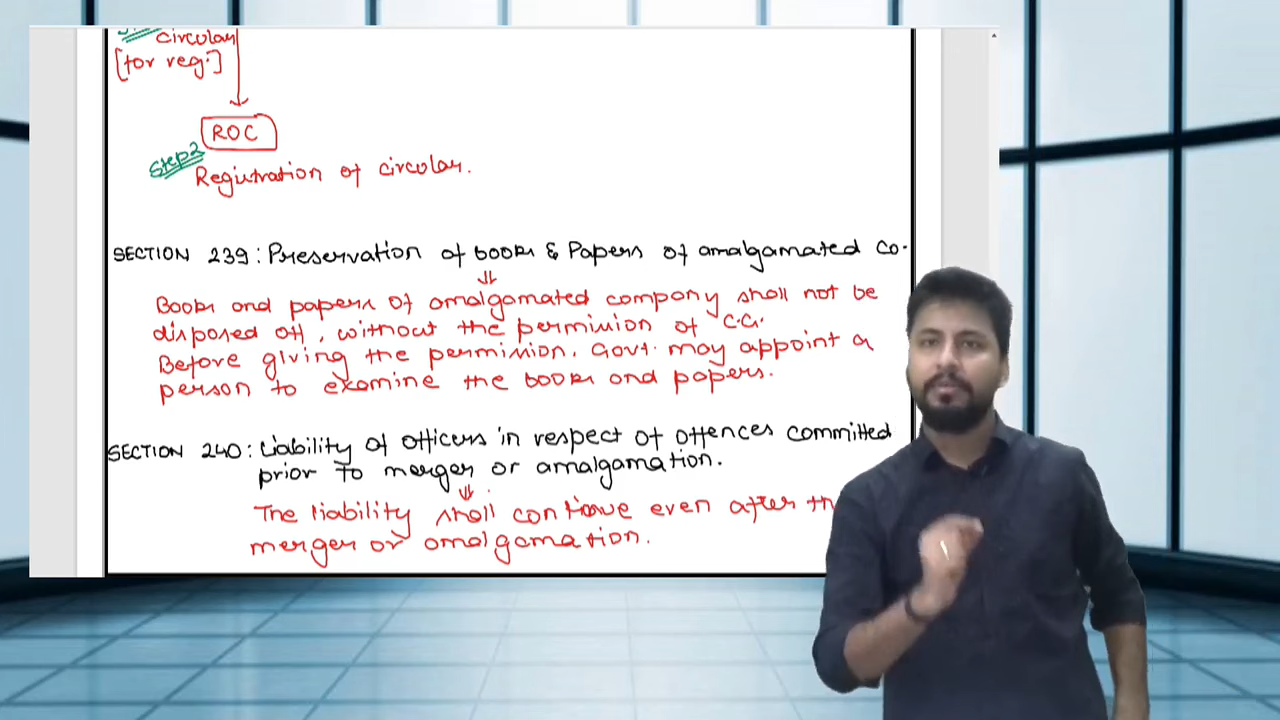 circular
[for reg:]
ROC
Step2
Registration of circular.
SECTION 239: Preservation of books & Papers of amalgamated co.
Books and papers of amalgamated company shall not be
disposed off, without the permission of C.G.
Before giving the permission, Govt. may appoint a
person to examine the books and papers.
SECTION 240: Liability of officers in respect of offences committed
prior to merger or amalgamation.
The liability shall continue even after
merger or amalgamation.